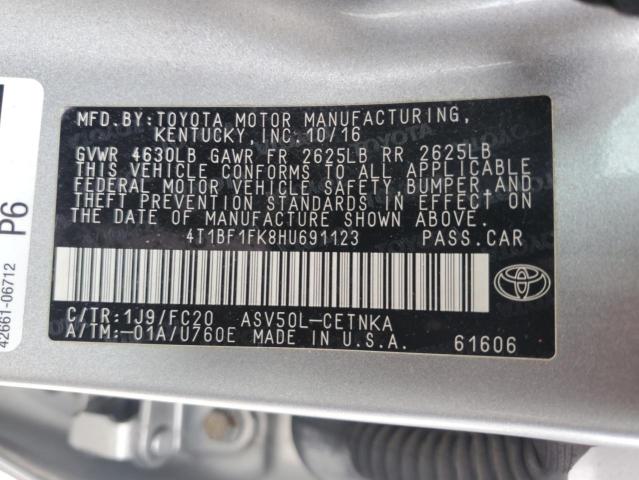 MFD.BY:TOYOTA MOTOR MANUFACTURING,
KENTUCKY, INC. 10/16
GVWR 4630LB GAWR FR 2625LB RR 2625LB
THIS VEHICLE CONFORMS TO ALL APPLICABLE
FEDERAL MOTOR VEHICLE SAFETY, BUMPER, AND
THEFT PREVENTION STANDARDS IN EFFECT ON
THE DATE OF MANUFACTURE SHOWN ABOVE.
4T1BF1FK8HU691123 PASS.CAR
C/TR:1J9/FC20 ASV50L-CETNKA
A/TM:-01A/U760E MADE IN U.S.A. 61606
TOYOTA
P6
42661-06712